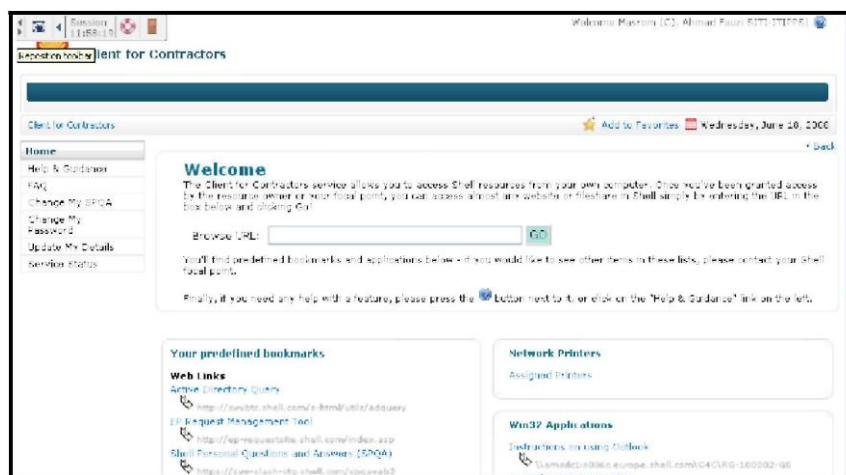 Session
11:58:19
Welcome Masrom (C), Ahmad Fauzi SITI-ITIPPS
Reposition toolbar
Client for Contractors
Client for Contractors
Add to Favorites Wednesday, June 18, 2008
Back
Home
Help & Guidance
FAQ
Change My SPQA
Change My
Password
Update My Details
Service Status
Welcome
The Client for Contractors service allows you to access Shell resources from your own computer. Once you've been granted access
by the resource owner or your focal point, you can access almost any website or fileshare in Shell simply by entering the URL in the
box below and clicking Go!
Browse URL:
GO
You'll find predefined bookmarks and applications below - if you would like to see other items in these lists, please contact your Shell
focal point.
Finally, if you need any help with a feature, please press the button next to it, or click on the "Help & Guidance" link on the left.
Your predefined bookmarks
Web Links
Active Directory Query
EP Request Management Tool
Shell Personal Questions and Answers (SPQA)
Network Printers
Assigned Printers
Win32 Applications
Instructions on using Outlook